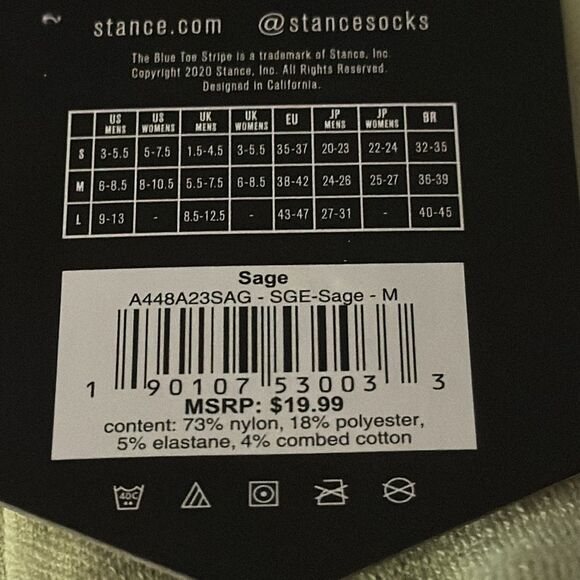 stance.com @stancesocks
The Blue Toe Stripe is a trademark of Stance, Inc.
Copyright 2020 Stance, Inc. All Rights Reserved.
Designed in California.
US MENS US WOMENS UK MENS UK WOMENS EU JP MENS JP WOMENS BR
S 3-5.5 5-7.5 1.5-4.5 3-5.5 35-37 20-23 22-24 32-35
M 6-8.5 8-10.5 5.5-7.5 6-8.5 38-42 24-26 25-27 36-39
L 9-13 - 8.5-12.5 - 43-47 27-31 - 40-45
Sage
A448A23SAG - SGE-Sage - M
1 90107 53003 3
MSRP: $19.99
content: 73% nylon, 18% polyester,
5% elastane, 4% combed cotton
40C